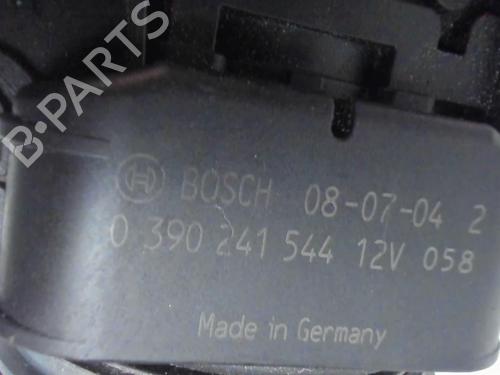 BOSCH 08-07-04 2
0 390 241 544 12V 058
Made in Germany
B-PARTS